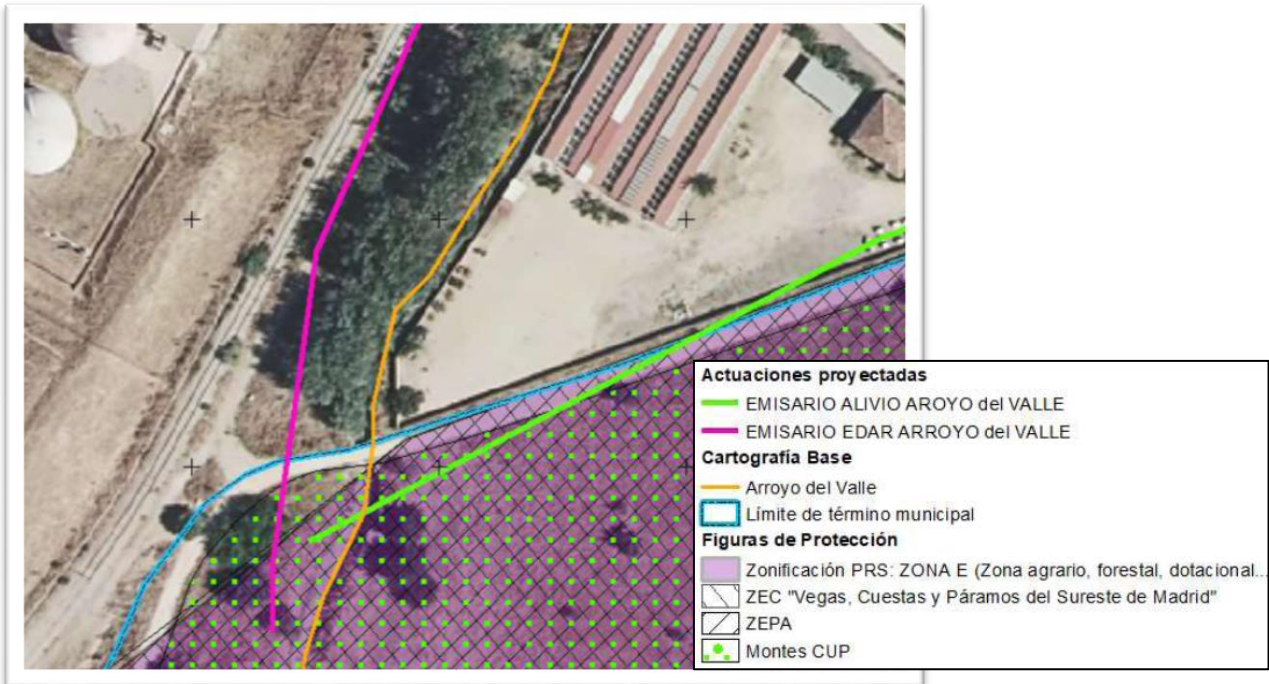 Actuaciones proyectadas
EMISARIO ALIVIO AROYO del VALLE
EMISARIO EDAR ARROYO del VALLE
Cartografía Base
Arroyo del Valle
Límite de término municipal
Figuras de Protección
Zonificación PRS: ZONA E (Zona agrario, forestal, dotacional...
ZEC "Vegas, Cuestas y Páramos del Sureste de Madrid"
ZEPA
Montes CUP